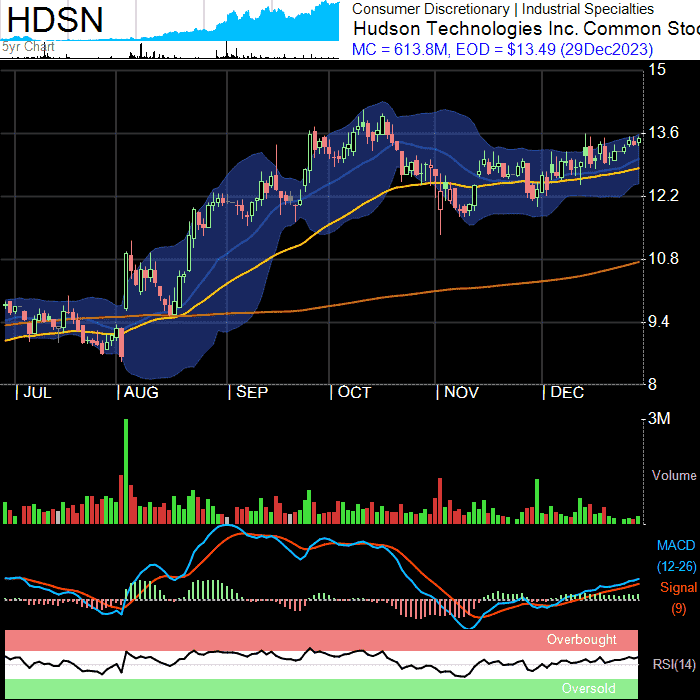 HDSN
5yr Chart
Consumer Discretionary | Industrial Specialties
Hudson Technologies Inc. Common Stoc
MC = 613.8M, EOD = $13.49 (29Dec2023)
15
13.6
12.2
10.8
9.4
8
JUL AUG SEP OCT NOV DEC
3M
Volume
MACD
(12-26)
Signal
(9)
Overbought
RSI(14)
Oversold